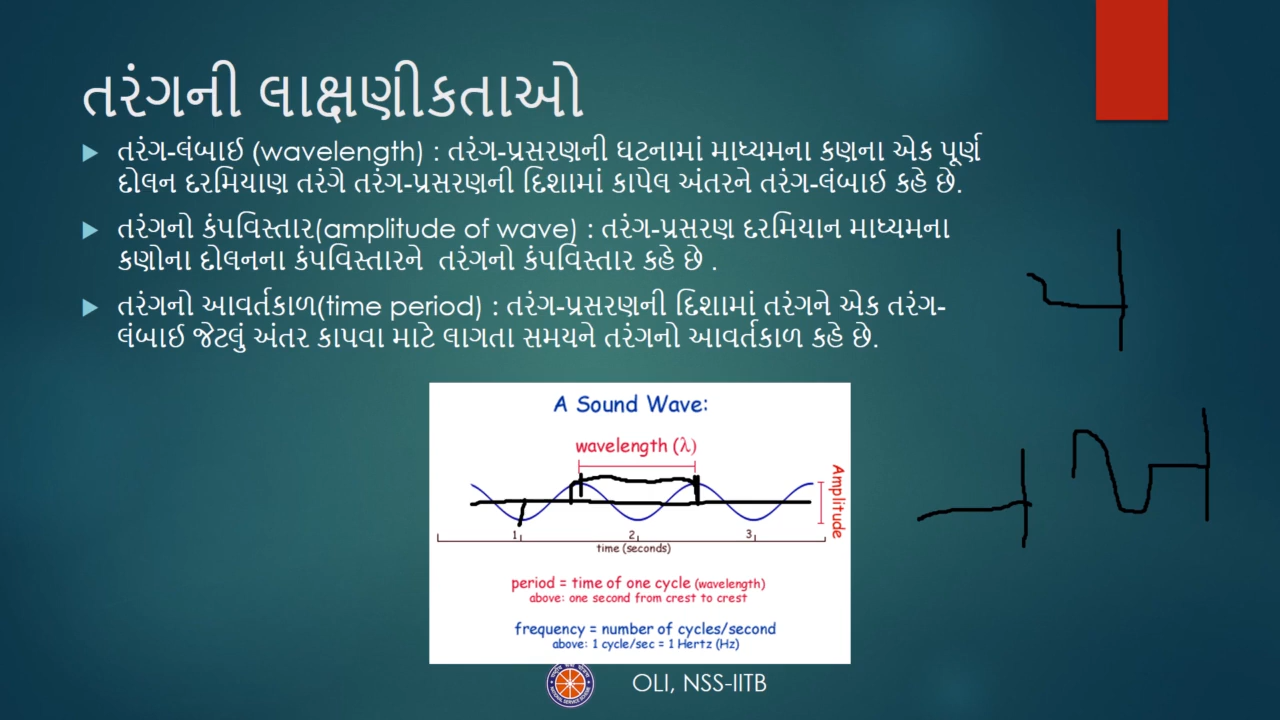 તરંગની લાક્ષણીકતાઓ
તરંગ-લંબાઈ (wavelength) : તરંગ-પ્રસરણની ઘટનામાં માધ્યમના કણના એક પૂર્ણ
દોલન દરમિયાણ તરંગે તરંગ-પ્રસરણની દિશામાં કાપેલ અંતરને તરંગ-લંબાઈ કહે છે.
તરંગનો કંપવિસ્તાર(amplitude of wave) : તરંગ-પ્રસરણ દરમિયાન માધ્યમના
કણોના દોલનના કંપવિસ્તારને તરંગનો કંપવિસ્તાર કહે છે .
તરંગનો આવર્તકાળ(time period) : તરંગ-પ્રસરણની દિશામાં તરંગને એક તરંગ-
લંબાઈ જેટલું અંતર કાપવા માટે લાગતા સમયને તરંગનો આવર્તકાળ કહે છે.
A Sound Wave:
wavelength (λ)
Amplitude
1 2 3
time (seconds)
period = time of one cycle (wavelength)
above: one second from crest to crest
frequency = number of cycles/second
above: 1 cycle/sec = 1 Hertz (Hz)
OLI, NSS-IITB